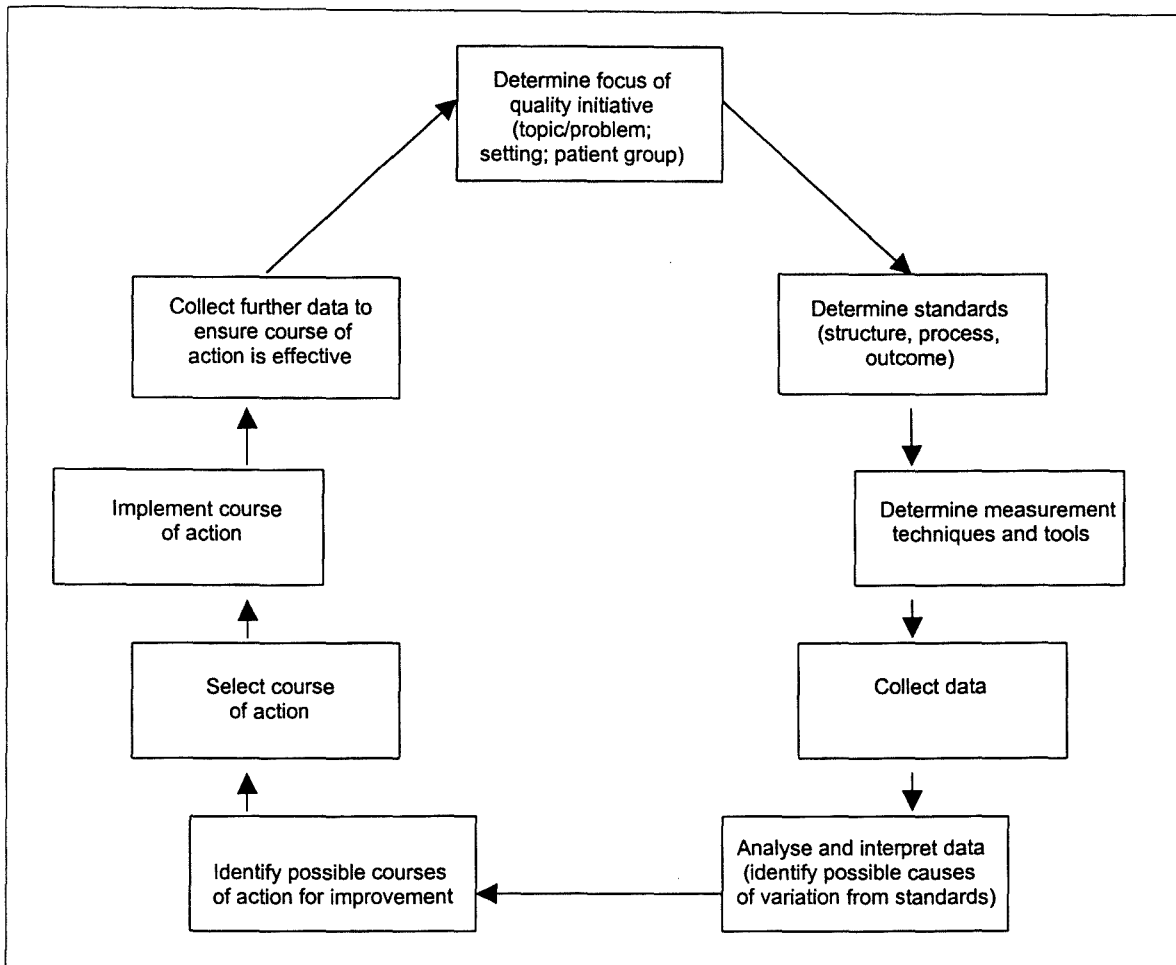 Determine focus of
quality initiative
(topic/problem;
setting; patient group)
Determine standards
(structure, process,
outcome)
Determine measurement
techniques and tools
Collect data
Analyse and interpret data
(identify possible causes
of variation from standards)
Identify possible courses
of action for improvement
Select course
of action
Implement course
of action
Collect further data to
ensure course of
action is effective